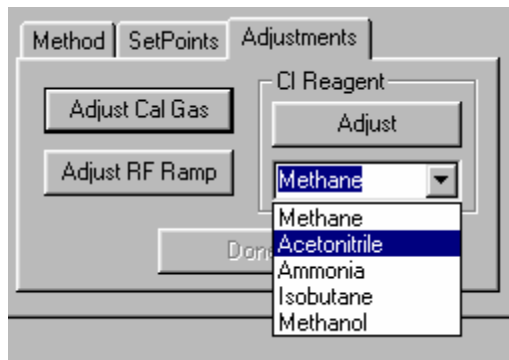 Method SetPoints Adjustments
CI Reagent
Adjust Cal Gas
Adjust
Adjust RF Ramp
Methane
Methane
Acetonitrile
Ammonia
Isobutane
Methanol